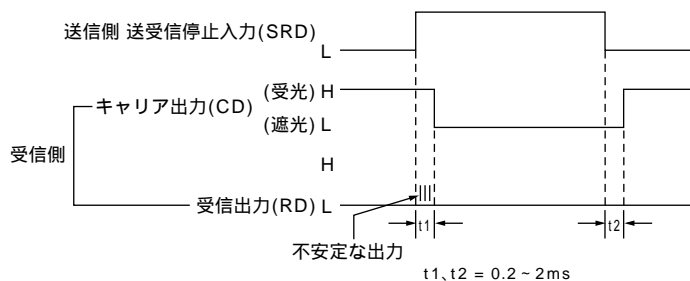 送信側 送受信停止入力(SRD)
L
(受光) H
キャリア出力(CD)
(遮光) L
受信側
H
受信出力(RD) L
t1
t2
不安定な出力
t1、t2 = 0.2 ~ 2ms